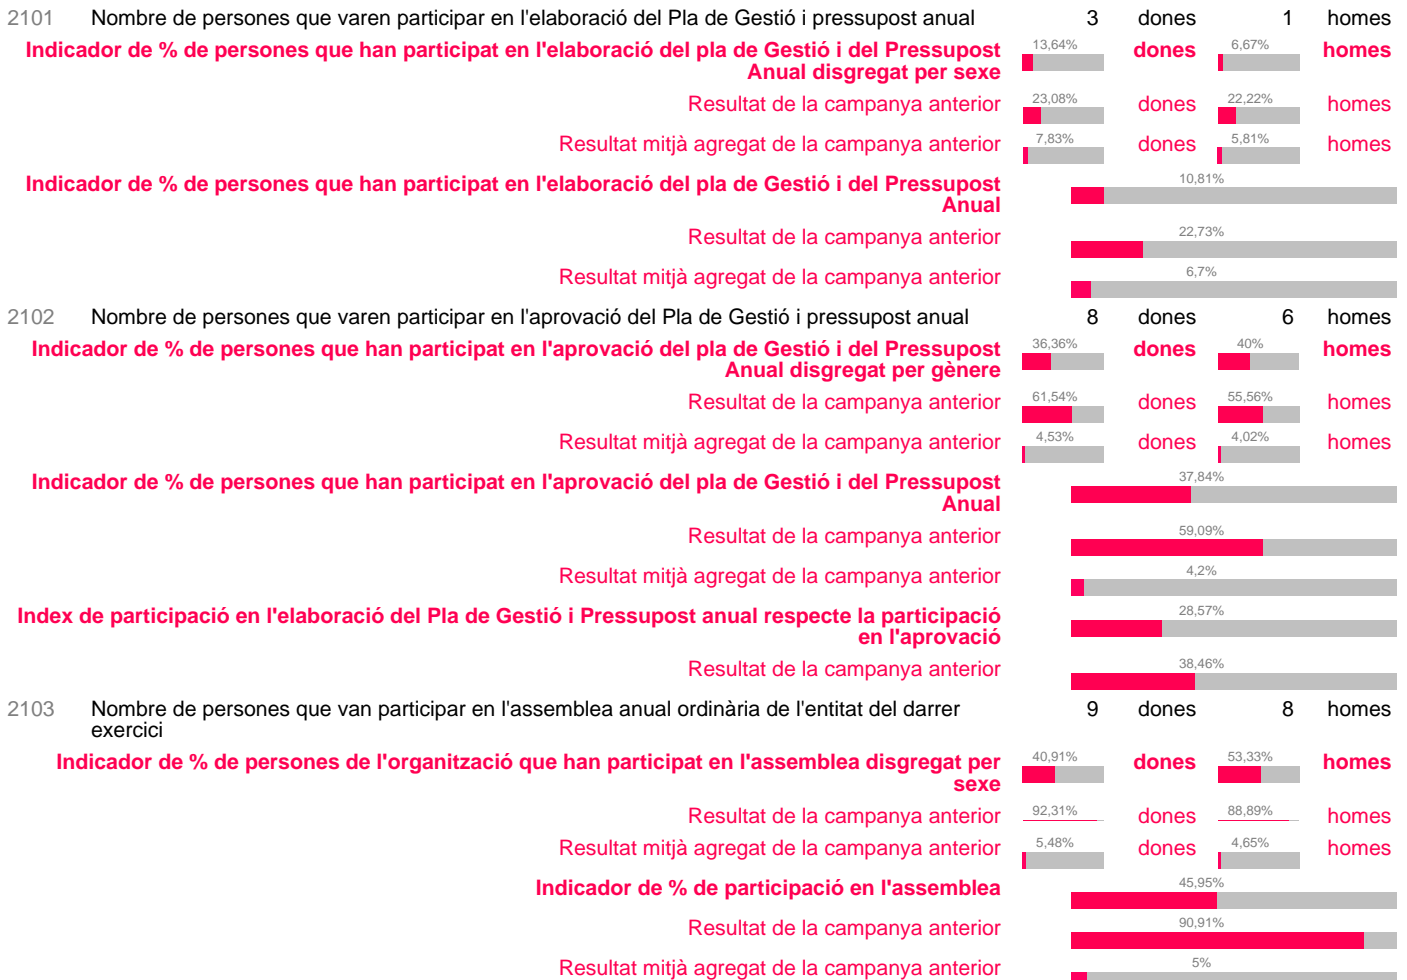 2101 Nombre de persones que varen participar en l'elaboració del Pla de Gestió i pressupost anual 3 dones 1 homes
Indicador de % de persones que han participat en l'elaboració del pla de Gestió i del Pressupost 13,64% dones 6,67% homes
Anual disgregat per sexe
Resultat de la campanya anterior 23,08% dones 22,22% homes
Resultat mitjà agregat de la campanya anterior 7,83% dones 5,81% homes
Indicador de % de persones que han participat en l'elaboració del pla de Gestió i del Pressupost 10,81%
Anual
Resultat de la campanya anterior 22,73%
Resultat mitjà agregat de la campanya anterior 6,7%
2102 Nombre de persones que varen participar en l'aprovació del Pla de Gestió i pressupost anual 8 dones 6 homes
Indicador de % de persones que han participat en l'aprovació del pla de Gestió i del Pressupost 36,36% dones 40% homes
Anual disgregat per gènere
Resultat de la campanya anterior 61,54% dones 55,56% homes
Resultat mitjà agregat de la campanya anterior 4,53% dones 4,02% homes
Indicador de % de persones que han participat en l'aprovació del pla de Gestió i del Pressupost 37,84%
Anual
Resultat de la campanya anterior 59,09%
Resultat mitjà agregat de la campanya anterior 4,2%
Index de participació en l'elaboració del Pla de Gestió i Pressupost anual respecte la participació 28,57%
en l'aprovació
Resultat de la campanya anterior 38,46%
2103 Nombre de persones que van participar en l'assemblea anual ordinària de l'entitat del darrer 9 dones 8 homes
exercici
Indicador de % de persones de l'organització que han participat en l'assemblea disgregat per 40,91% dones 53,33% homes
sexe
Resultat de la campanya anterior 92,31% dones 88,89% homes
Resultat mitjà agregat de la campanya anterior 5,48% dones 4,65% homes
Indicador de % de participació en l'assemblea 45,95%
Resultat de la campanya anterior 90,91%
Resultat mitjà agregat de la campanya anterior 5%